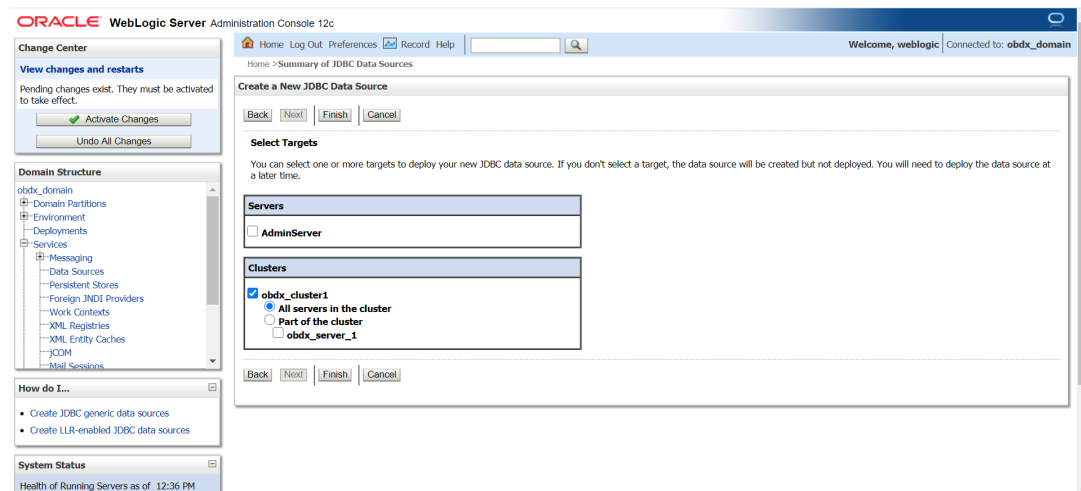 ORACLE® WebLogic Server Administration Console 12c
Change Center
View changes and restarts
Pending changes exist. They must be activated
to take effect.
Activate Changes
Undo All Changes
Domain Structure
obdx_domain
Domain Partitions
Environment
Deployments
Services
Messaging
Data Sources
Persistent Stores
Foreign JNDI Providers
Work Contexts
XML Registries
XML Entity Caches
jCOM
Mail Sessions
How do I...
Create JDBC generic data sources
Create LLR-enabled JDBC data sources
System Status
Health of Running Servers as of 12:36 PM
Home Log Out Preferences Record Help
Welcome, weblogic Connected to: obdx_domain
Home >Summary of JDBC Data Sources
Create a New JDBC Data Source
Back Next Finish Cancel
Select Targets
You can select one or more targets to deploy your new JDBC data source. If you don't select a target, the data source will be created but not deployed. You will need to deploy the data source at
a later time.
Servers
AdminServer
Clusters
obdx_cluster1
All servers in the cluster
Part of the cluster
obdx_server_1
Back Next Finish Cancel